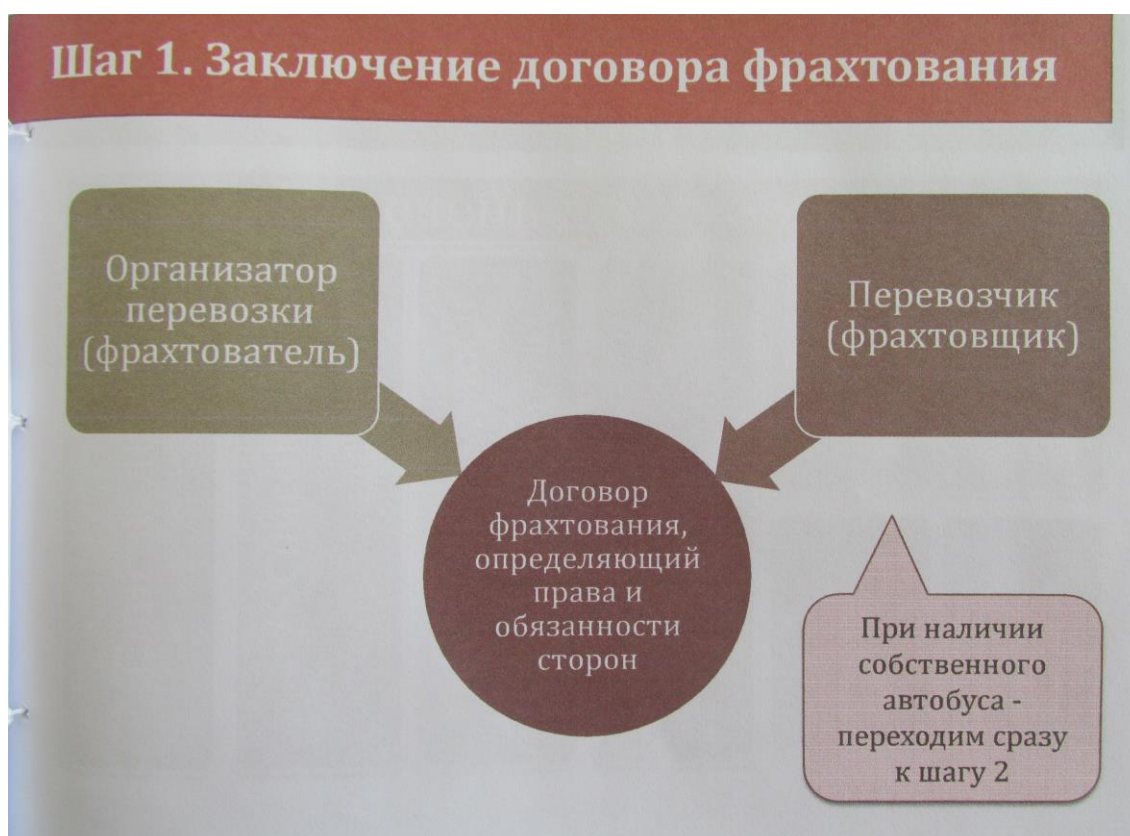 Шаг 1. Заключение договора фрахтования
Организатор
перевозки
(фрахтователь)
Перевозчик
(фрахтовщик)
Договор
фрахтования,
определяющий
права и
обязанности
сторон
При наличии
собственного
автобуса -
переходим сразу
к шагу 2